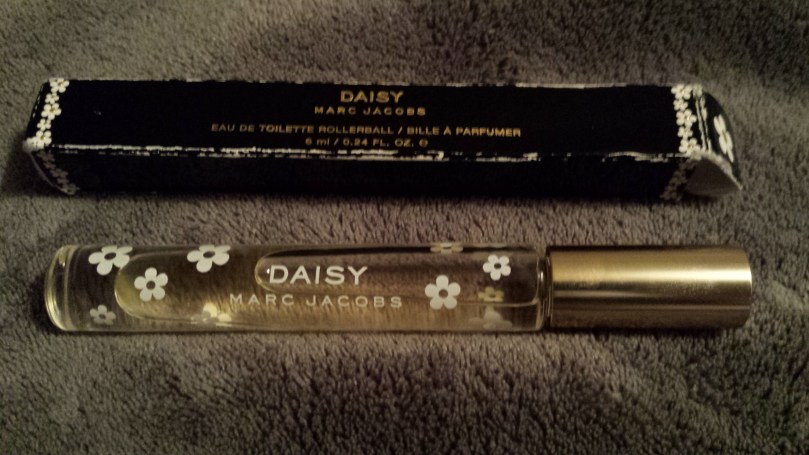 DAISY
MARC JACOBS
EAU DE TOILETTE ROLLERBALL / BILLE À PARFUMER
6 ml / 0.24 FL. OZ. ℮
DAISY
MARC JACOBS